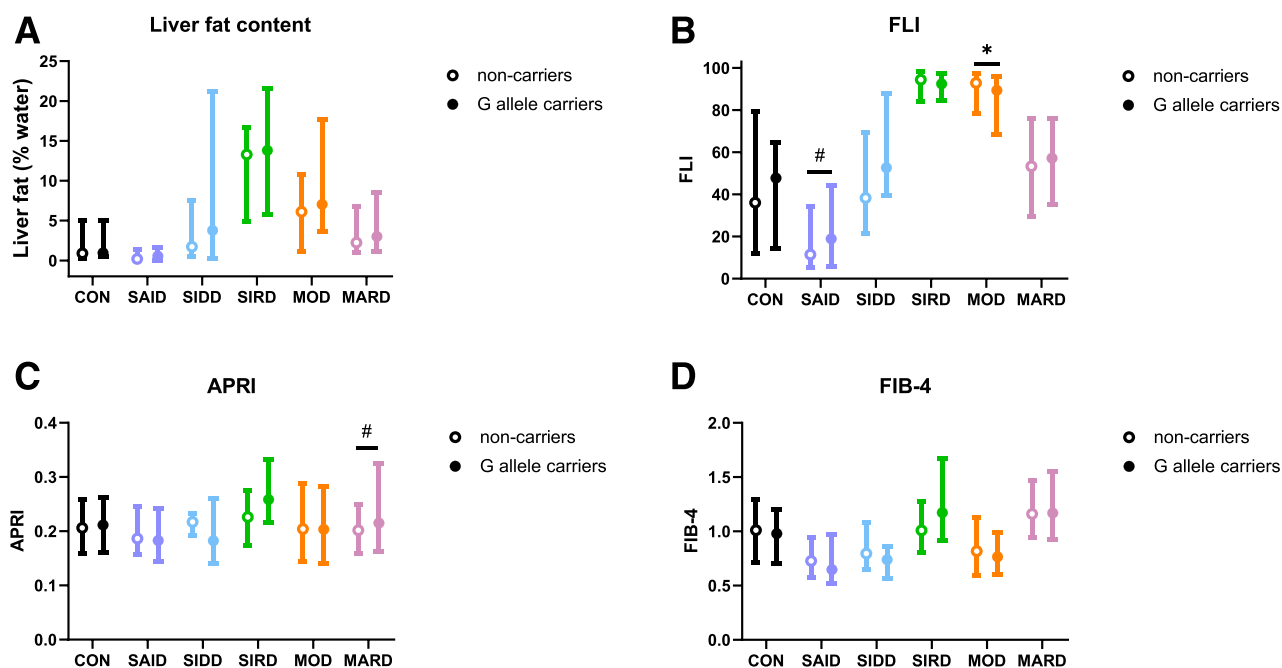 A
Liver fat content
Liver fat (% water)
25
20
15
10
5
0
CON SAID SIDD SIRD MOD MARD
non-carriers
G allele carriers
B
FLI
FLI
100
80
60
40
20
0
#
*
CON SAID SIDD SIRD MOD MARD
non-carriers
G allele carriers
C
APRI
APRI
0.4
0.3
0.2
0.1
0.0
#
CON SAID SIDD SIRD MOD MARD
non-carriers
G allele carriers
D
FIB-4
FIB-4
2.0
1.5
1.0
0.5
0.0
CON SAID SIDD SIRD MOD MARD
non-carriers
G allele carriers